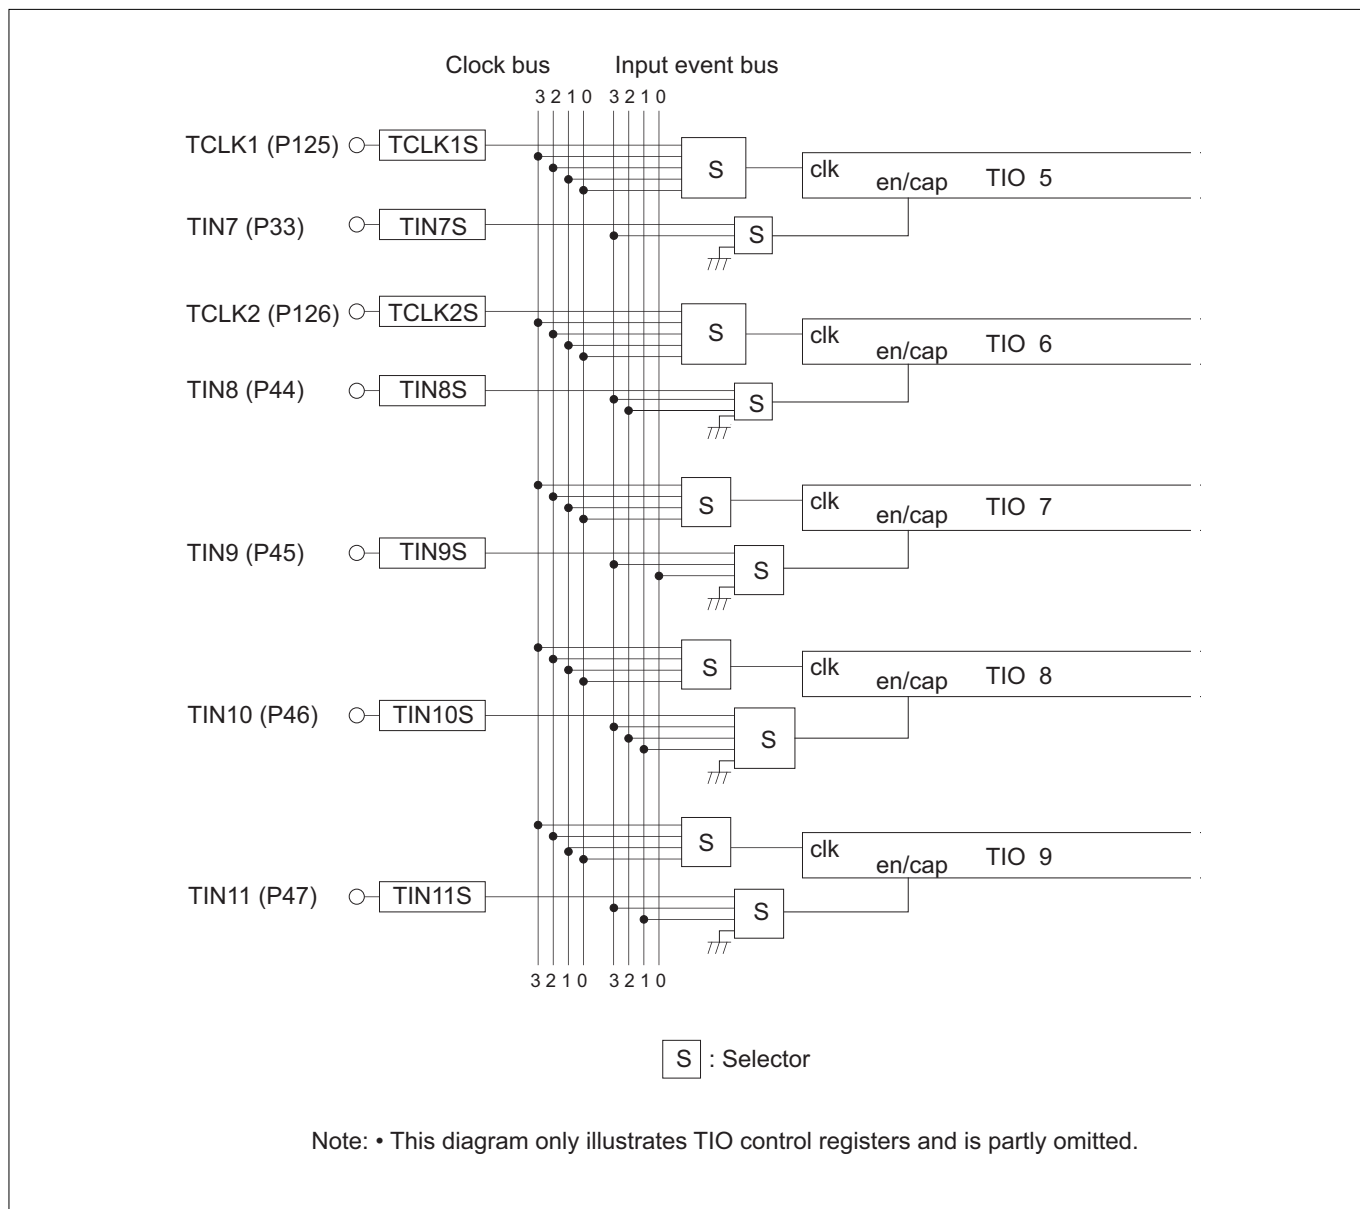 Clock bus Input event bus
3 2 1 0 3 2 1 0
TCLK1 (P125) TCLK1S S clk en/cap TIO 5
TIN7 (P33) TIN7S S
TCLK2 (P126) TCLK2S S clk en/cap TIO 6
TIN8 (P44) TIN8S S
S clk en/cap TIO 7
TIN9 (P45) TIN9S S
S clk en/cap TIO 8
TIN10 (P46) TIN10S S
S clk en/cap TIO 9
TIN11 (P47) TIN11S S
3 2 1 0 3 2 1 0
S : Selector
Note: • This diagram only illustrates TIO control registers and is partly omitted.